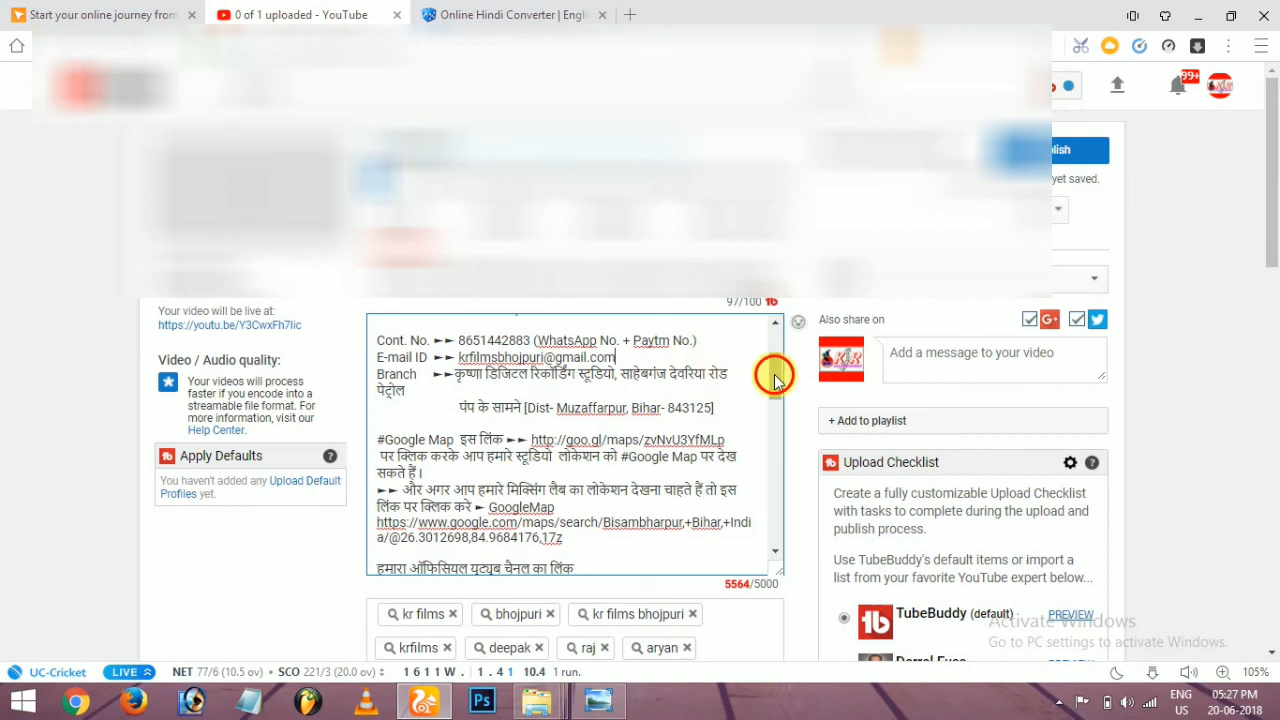 Start your online journey from
0 of 1 uploaded - YouTube
Online Hindi Converter | Engli
99+
lish
yet saved.
97/100
Your video will be live at:
https://youtu.be/Y3CwxFh7Iic
Video / Audio quality:
Your videos will process
faster if you encode into a
streamable file format. For
more information, visit our
Help Center.
Apply Defaults
You haven't added any Upload Default
Profiles yet.
Cont. No. ►► 8651442883 (WhatsApp No. + Paytm No.)
E-mail ID ►► krfilmsbhojpuri@gmail.com
Branch ►►कृष्णा डिजिटल रिकॉर्डिंग स्टूडियो, साहेबगंज देवरिया रोड
पेट्रोल
पंप के सामने [Dist- Muzaffarpur, Bihar- 843125]
#Google Map इस लिंक ►► http://goo.gl/maps/zvNvU3YfMLp
पर क्लिक करके आप हमारे स्टूडियो लोकेशन को #Google Map पर देख
सकते हैं।
►► और अगर आप हमारे मिक्सिंग लैब का लोकेशन देखना चाहते हैं तो इस
लिंक पर क्लिक करे ► GoogleMap
https://www.google.com/maps/search/Bisambharpur,+Bihar,+Indi
a/@26.3012698,84.9684176,17z
हमारा ऑफिसियल युट्यूब चैनल का लिंक
5564/5000
kr films
bhojpuri
kr films bhojpuri
krfilms
deepak
raj
aryan
Also share on
Add a message to your video
+ Add to playlist
Upload Checklist
Create a fully customizable Upload Checklist
with tasks to complete during the upload and
publish process.
Use TubeBuddy's default items or import a
list from your favorite YouTube expert below...
TubeBuddy (default)
PREVIEW
Activate Windows
Go to PC settings to activate Windows.
UC-Cricket
LIVE
NET 77/6 (10.5 ov)
SCO 221/3 (20.0 ov)
1 6 1 1 W . 1 . 4 1 10.4 1 run.
105%
ENG
US
05:27 PM
20-06-2018